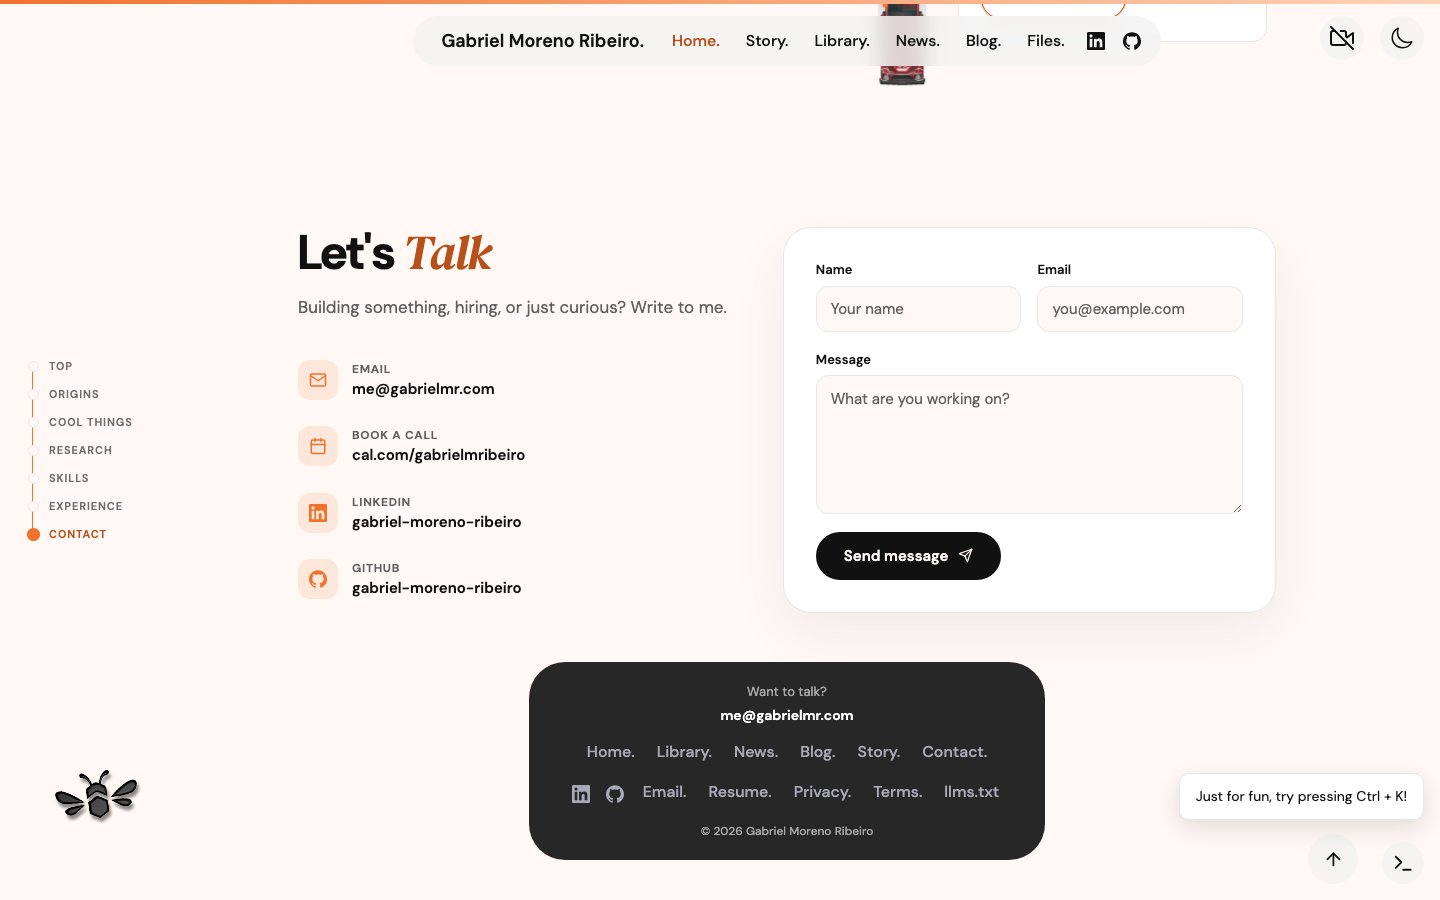 Gabriel Moreno Ribeiro. Home. Story. Library. News. Blog. Files.
Let's Talk
Building something, hiring, or just curious? Write to me.
TOP
ORIGINS
COOL THINGS
RESEARCH
SKILLS
EXPERIENCE
CONTACT
EMAIL
me@gabrielmr.com
BOOK A CALL
cal.com/gabrielmribeiro
LINKEDIN
gabriel-moreno-ribeiro
GITHUB
gabriel-moreno-ribeiro
Name Email
Your name you@example.com
Message
What are you working on?
Send message
Want to talk?
me@gabrielmr.com
Home. Library. News. Blog. Story. Contact.
Email. Resume. Privacy. Terms. llms.txt
© 2026 Gabriel Moreno Ribeiro
Just for fun, try pressing Ctrl + K!